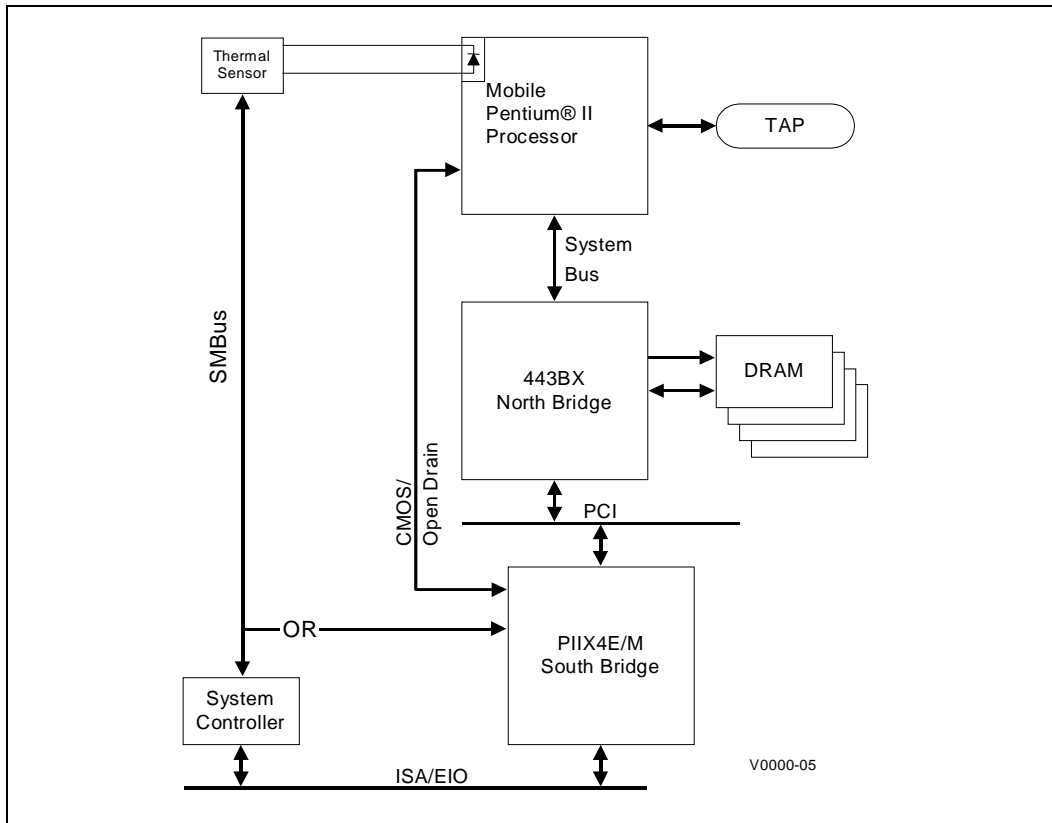 Thermal
Sensor
Mobile
Pentium® II
Processor
TAP
System
Bus
SMBus
443BX
North Bridge
DRAM
CMOS/
Open Drain
PCI
OR
PIIX4E/M
South Bridge
System
Controller
ISA/EIO
V0000-05